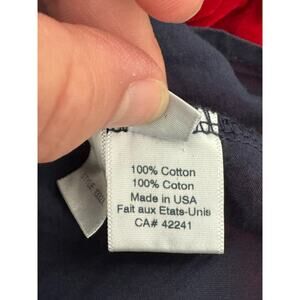 100% Cotton
100% Coton
Made in USA
Fait aux Etats-Unis
CA# 42241